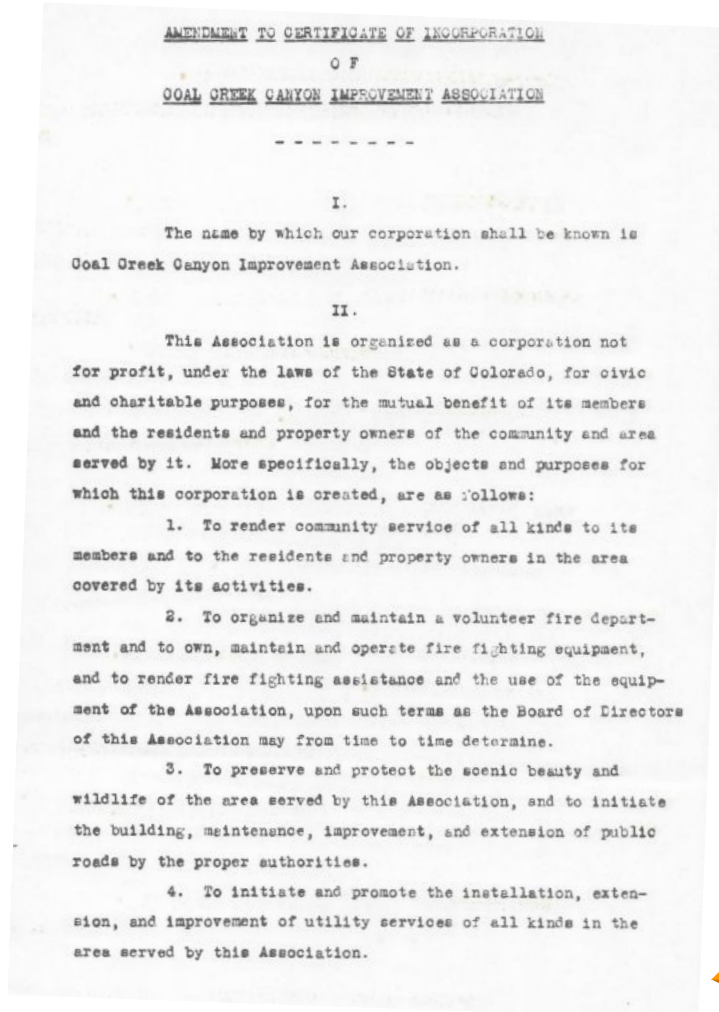 AMENDMENT TO CERTIFICATE OF INCORPORATION
OF
COAL CREEK CANYON IMPROVEMENT ASSOCIATION
--------
I.
The name by which our corporation shall be known is
Coal Creek Canyon Improvement Association.
II.
This Association is organized as a corporation not
for profit, under the laws of the State of Colorado, for civic
and charitable purposes, for the mutual benefit of its members
and the residents and property owners of the community and area
served by it. More specifically, the objects and purposes for
which this corporation is created, are as follows:
1. To render community service of all kinds to its
members and to the residents and property owners in the area
covered by its activities.
2. To organize and maintain a volunteer fire depart-
ment and to own, maintain and operate fire fighting equipment,
and to render fire fighting assistance and the use of the equip-
ment of the Association, upon such terms as the Board of Directors
of this Association may from time to time determine.
3. To preserve and protect the scenic beauty and
wildlife of the area served by this Association, and to initiate
the building, maintenance, improvement, and extension of public
roads by the proper authorities.
4. To initiate and promote the installation, exten-
sion, and improvement of utility services of all kinds in the
area served by this Association.